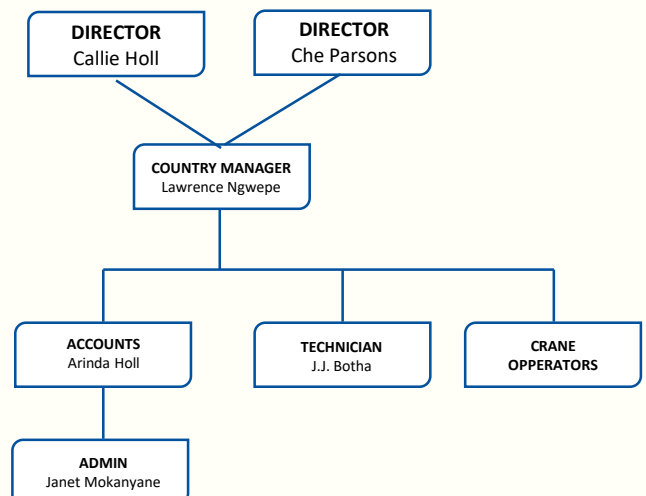 DIRECTOR
Callie Holl
DIRECTOR
Che Parsons
COUNTRY MANAGER
Lawrence Ngwepe
ACCOUNTS
Arinda Holl
TECHNICIAN
J.J. Botha
CRANE
OPPERATORS
ADMIN
Janet Mokanyane